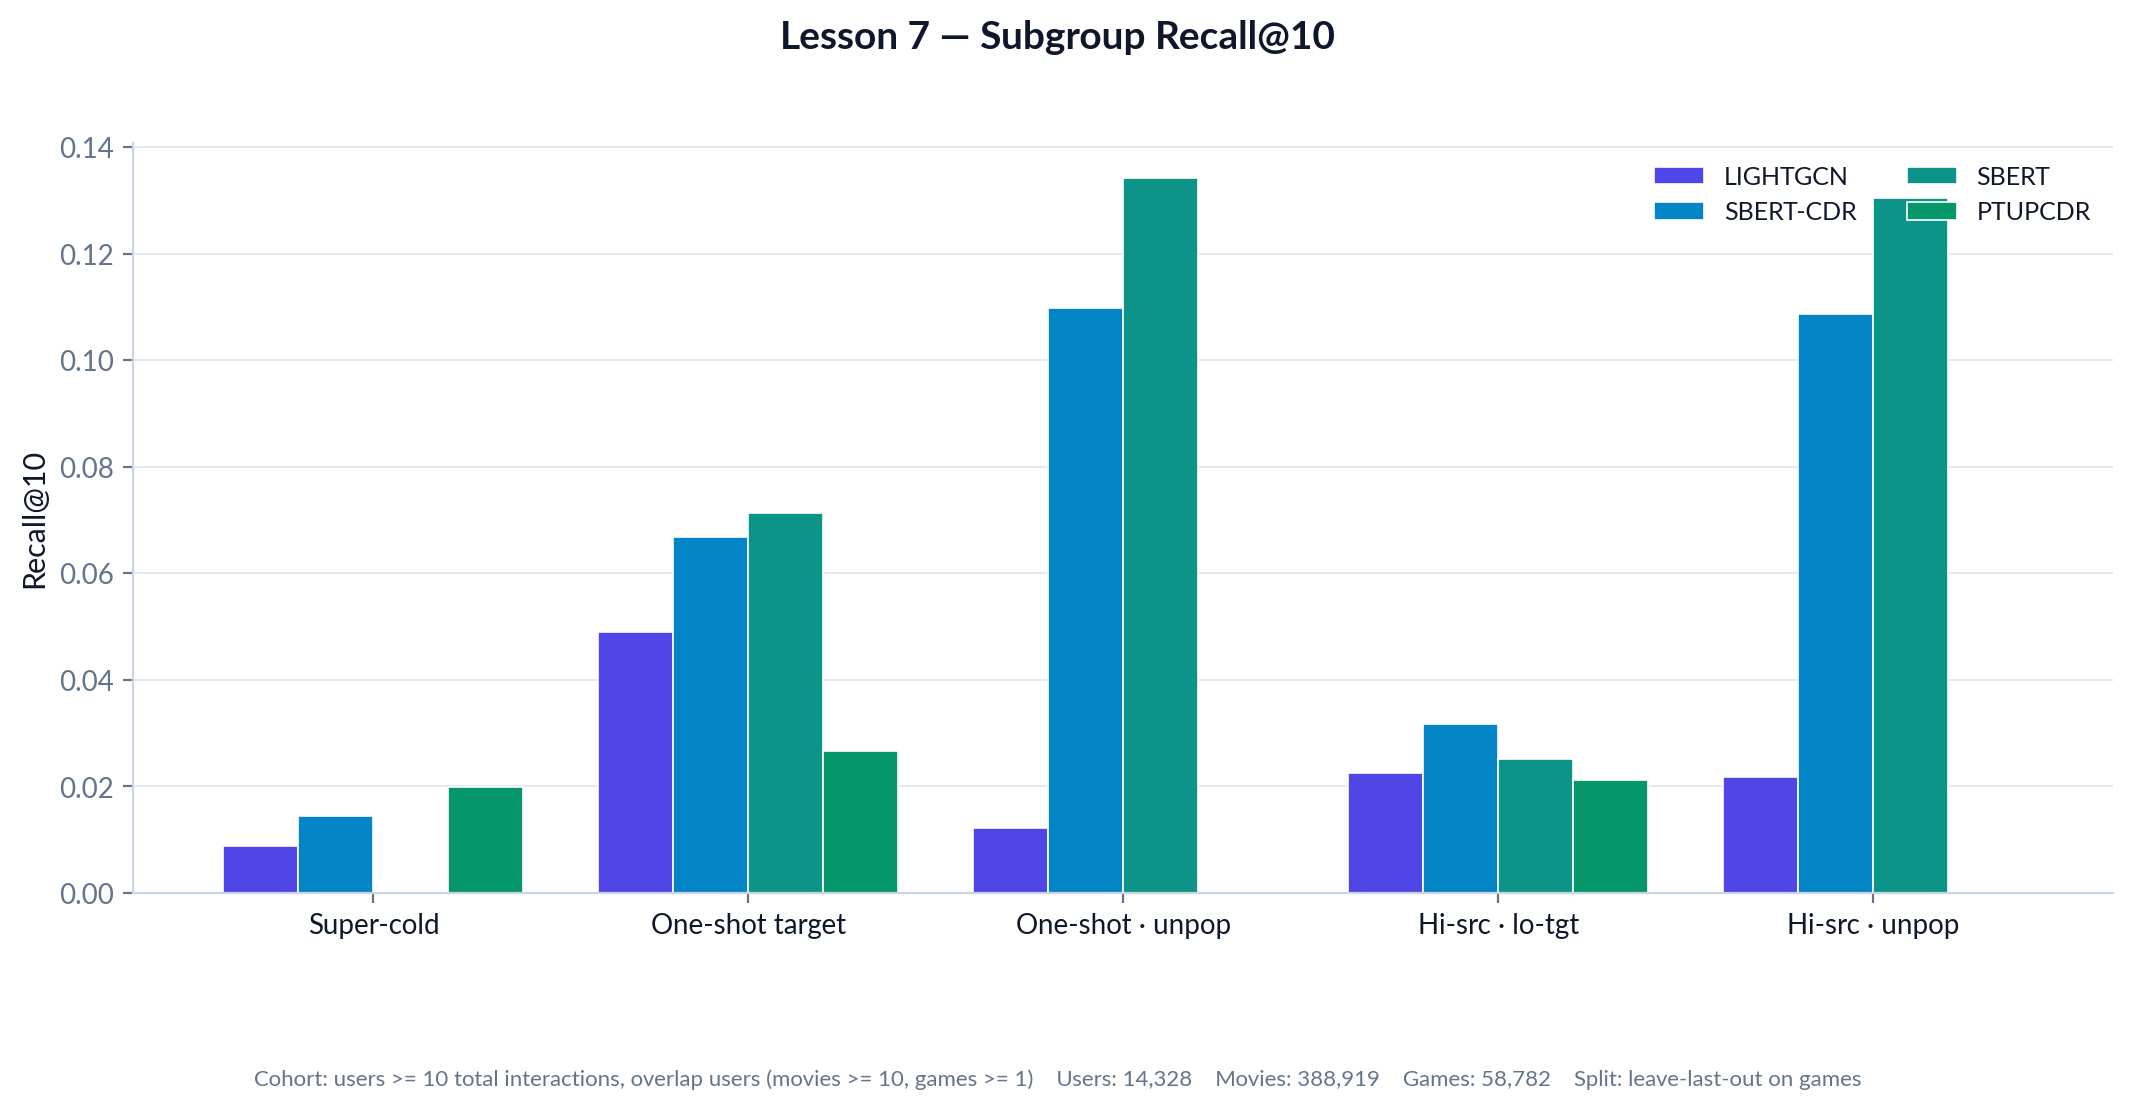 Lesson 7 — Subgroup Recall@10
LIGHTGCN
SBERT-CDR
SBERT
PTUPCDR
Recall@10
0.14
0.12
0.10
0.08
0.06
0.04
0.02
0.00
Super-cold
One-shot target
One-shot · unpop
Hi-src · lo-tgt
Hi-src · unpop
Cohort: users >= 10 total interactions, overlap users (movies >= 10, games >= 1)    Users: 14,328    Movies: 388,919    Games: 58,782    Split: leave-last-out on games